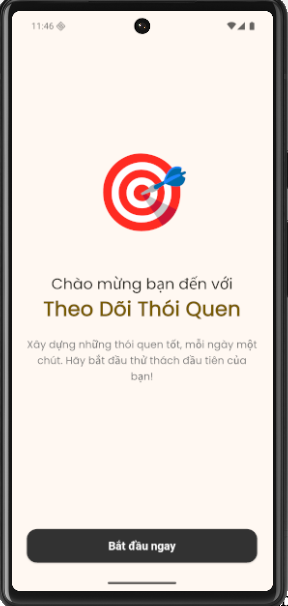 11:46
Chào mừng bạn đến với
Theo Dõi Thói Quen
Xây dựng những thói quen tốt, mỗi ngày một
chút. Hãy bắt đầu thử thách đầu tiên của
bạn!
Bắt đầu ngay